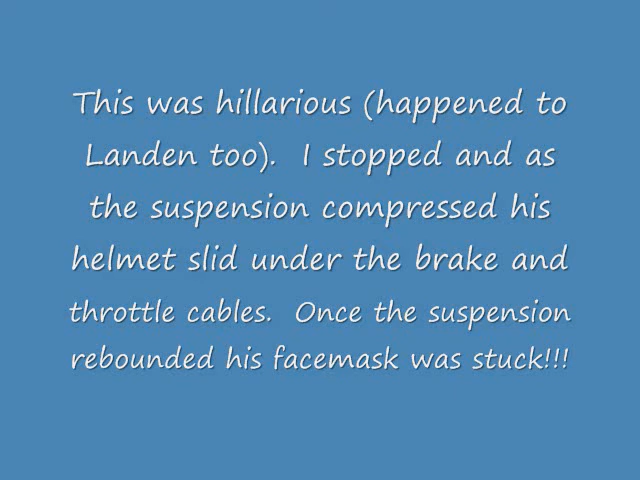 This was hillarious (happened to
Landen too).  I stopped and as
the suspension compressed his
helmet slid under the brake and
throttle cables.  Once the suspension
rebounded his facemask was stuck!!!